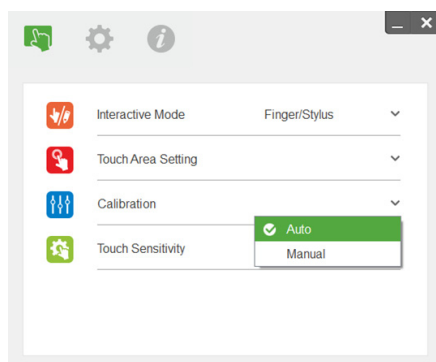 Interactive Mode Finger/Stylus
Touch Area Setting
Calibration
Auto
Touch Sensitivity
Manual